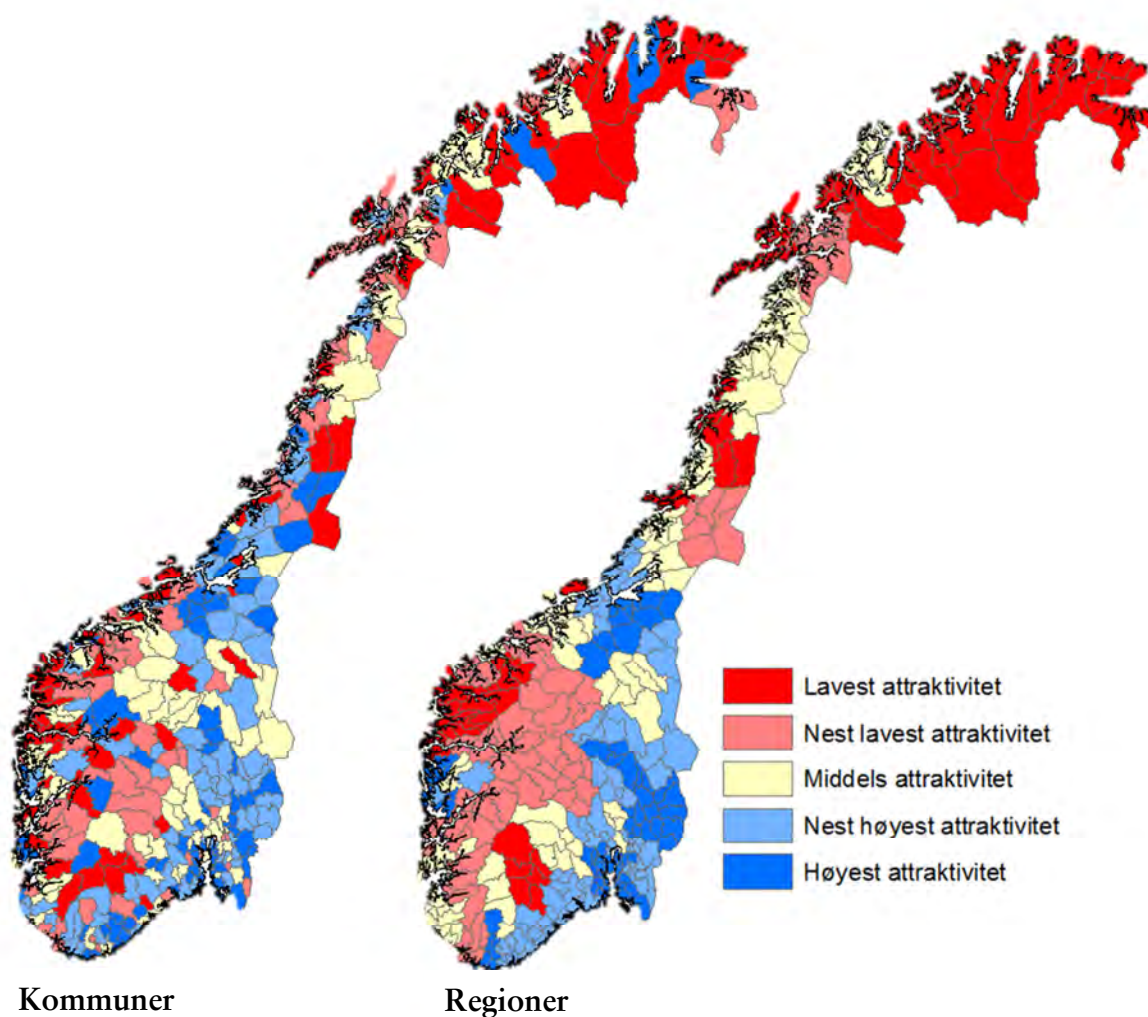 Lavest attraktivitet
Nest lavest attraktivitet
Middels attraktivitet
Nest høyest attraktivitet
Høyest attraktivitet
Kommuner
Regioner